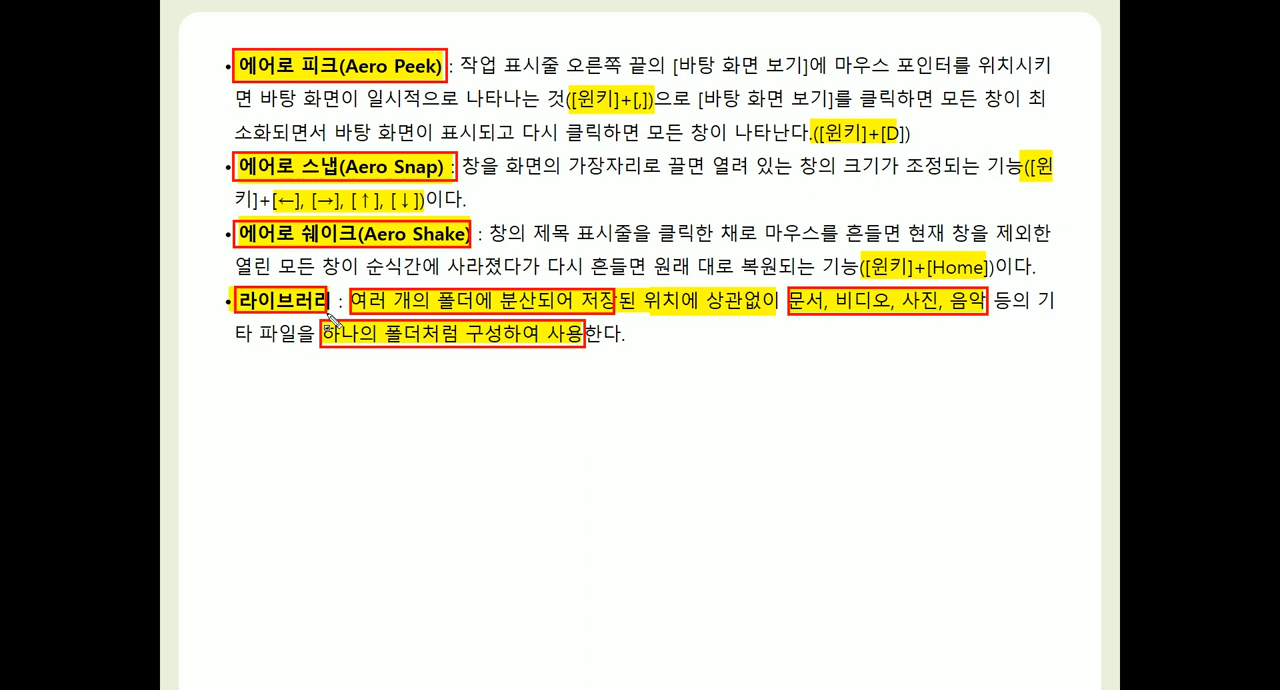 • 에어로 피크(Aero Peek) : 작업 표시줄 오른쪽 끝의 [바탕 화면 보기]에 마우스 포인터를 위치시키
면 바탕 화면이 일시적으로 나타나는 것([윈키]+[,])으로 [바탕 화면 보기]를 클릭하면 모든 창이 최
소화되면서 바탕 화면이 표시되고 다시 클릭하면 모든 창이 나타난다.([윈키]+[D])
• 에어로 스냅(Aero Snap) : 창을 화면의 가장자리로 끌면 열려 있는 창의 크기가 조정되는 기능([윈
키]+[←], [→], [↑], [↓])이다.
• 에어로 쉐이크(Aero Shake) : 창의 제목 표시줄을 클릭한 채로 마우스를 흔들면 현재 창을 제외한
열린 모든 창이 순식간에 사라졌다가 다시 흔들면 원래 대로 복원되는 기능([윈키]+[Home])이다.
• 라이브러리 : 여러 개의 폴더에 분산되어 저장된 위치에 상관없이 문서, 비디오, 사진, 음악 등의 기
타 파일을 하나의 폴더처럼 구성하여 사용한다.